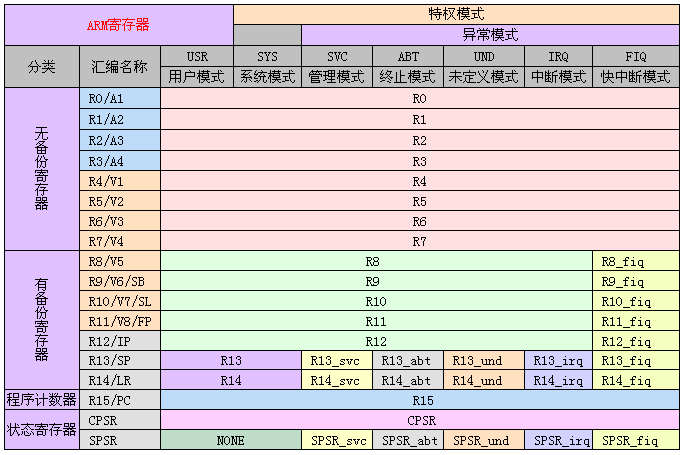 ARM寄存器 特权模式
异常模式
分类 汇编名称 USR SYS SVC ABT UND IRQ FIQ
用户模式 系统模式 管理模式 终止模式 未定义模式 中断模式 快中断模式
无备份寄存器 R0/A1 R0
R1/A2 R1
R2/A3 R2
R3/A4 R3
R4/V1 R4
R5/V2 R5
R6/V3 R6
R7/V4 R7
有备份寄存器 R8/V5 R8 R8_fiq
R9/V6/SB R9 R9_fiq
R10/V7/SL R10 R10_fiq
R11/V8/FP R11 R11_fiq
R12/IP R12 R12_fiq
R13/SP R13 R13_svc R13_abt R13_und R13_irq R13_fiq
R14/LR R14 R14_svc R14_abt R14_und R14_irq R14_fiq
程序计数器 R15/PC R15
状态寄存器 CPSR CPSR
SPSR NONE SPSR_svc SPSR_abt SPSR_und SPSR_irq SPSR_fiq